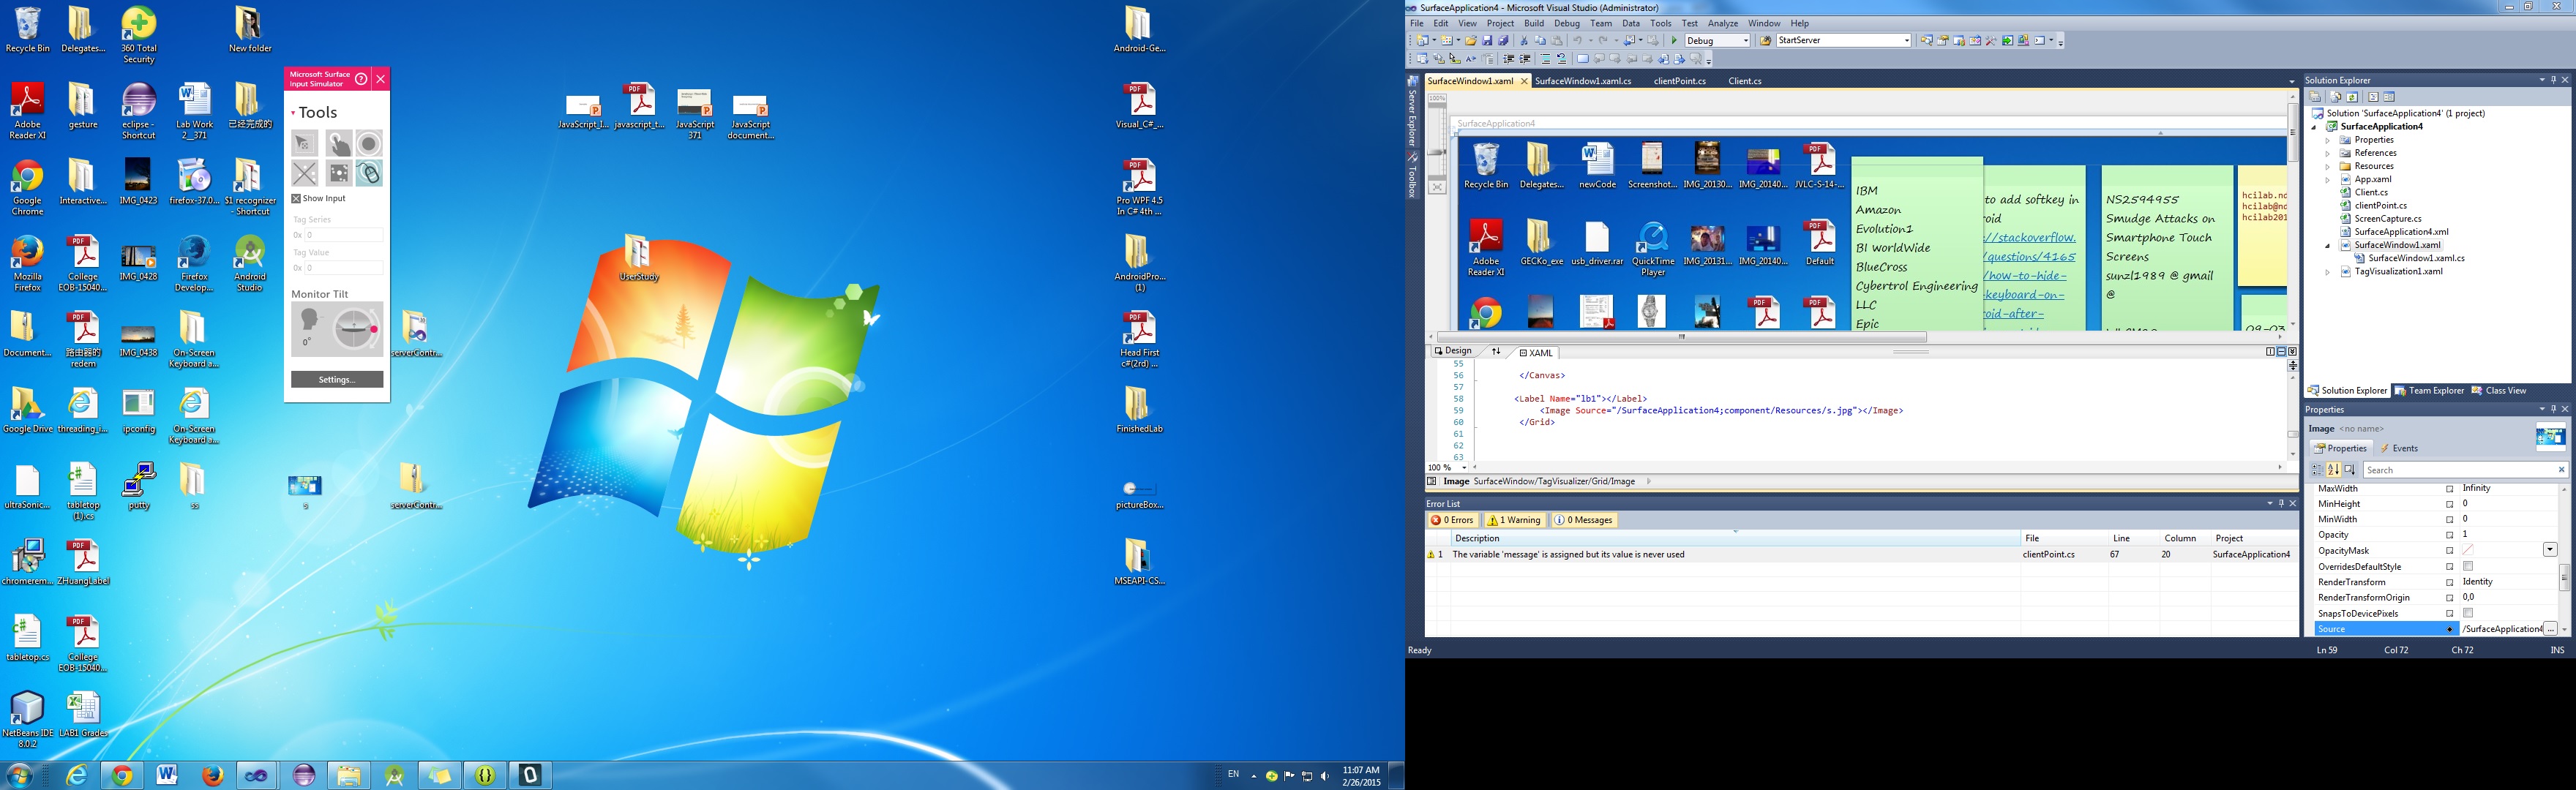 Recycle Bin
Delegates...
360 Total Security
New folder
Adobe Reader XI
gesture
eclipse - Shortcut
Lab Work 2__371
已经完成的
Google Chrome
Interactive...
IMG_0423
firefox-37.0...
$1 recognizer - Shortcut
Mozilla Firefox
College EOB-15040...
IMG_0428
Firefox Develop...
Android Studio
Document...
路由器的 redem
IMG_0438
On-Screen Keyboard a...
Google Drive
threading_i...
ipconfig
On-Screen Keyboard a...
ultraSonic...
tabletop (1).cs
putty
ss
s
serverContr...
serverContr...
chromerem...
ZHuangLabel
tabletop.cs
College EOB-15040...
NetBeans IDE 8.0.2
LAB1 Grades
Microsoft Surface
Input Simulator
Tools
Show Input
Tag Series
0x 0
Tag Value
0x 0
Monitor Tilt
0°
Settings...
JavaScript_I...
javascript_t...
JavaScript 371
JavaScript document...
UserStudy
Android-Ge...
Visual_C#_...
Pro WPF 4.5 In C# 4th ...
AndroidPro... (1)
Head First c#(2rd) ...
FinishedLab
pictureBox...
MSEAPI-CS...
EN
11:07 AM
2/26/2015
SurfaceApplication4 - Microsoft Visual Studio (Administrator)
File Edit View Project Build Debug Team Data Tools Test Analyze Window Help
Debug
StartServer
SurfaceWindow1.xaml
SurfaceWindow1.xaml.cs
clientPoint.cs
Client.cs
Server Explorer
Toolbox
100%
SurfaceApplication4
Recycle Bin
Delegates...
newCode
Screenshot...
IMG_20130...
IMG_20140...
JVLC-S-14-...
Adobe Reader XI
GECKo_exe
usb_driver.rar
QuickTime Player
IMG_20131...
IMG_20140...
Default
IBM
Amazon
Evolution1
BI worldWide
BlueCross
Cybertrol Engineering
LLC
Epic
to add softkey in
roid
://stackoverflow.
/questions/4165
/how-to-hide-
-keyboard-on-
roid-after-
NS2594955
Smudge Attacks on
Smartphone Touch
Screens
sunzl1989 @ gmail
@
hcilab.nd
hcilab@nd
hcilab201
09-03
Design
XAML
55
56 </Canvas>
57
58 <Label Name="lb1"></Label>
59 <Image Source="/SurfaceApplication4;component/Resources/s.jpg"></Image>
60 </Grid>
61
62
63
100 %
Image SurfaceWindow/TagVisualizer/Grid/Image
Error List
0 Errors
1 Warning
0 Messages
Description File Line Column Project
1 The variable 'message' is assigned but its value is never used clientPoint.cs 67 20 SurfaceApplication4
Ready
Solution Explorer
Solution 'SurfaceApplication4' (1 project)
SurfaceApplication4
Properties
References
Resources
App.xaml
Client.cs
clientPoint.cs
ScreenCapture.cs
SurfaceApplication4.xml
SurfaceWindow1.xaml
SurfaceWindow1.xaml.cs
TagVisualization1.xaml
Solution Explorer
Team Explorer
Class View
Properties
Image <no name>
Properties
Events
Search
MaxWidth Infinity
MinHeight 0
MinWidth 0
Opacity 1
OpacityMask
OverridesDefaultStyle
RenderTransform Identity
RenderTransformOrigin 0,0
SnapsToDevicePixels
Source /SurfaceApplication4 ...
Ln 59 Col 72 Ch 72 INS